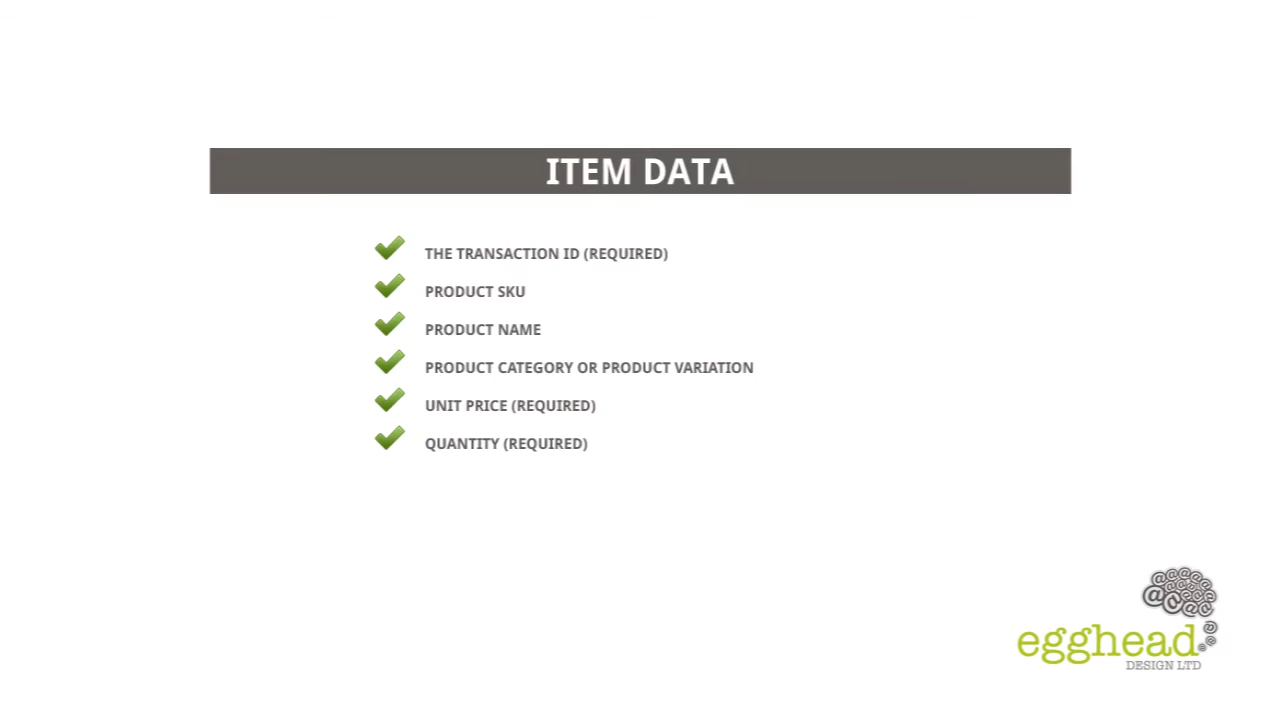 ITEM DATA
THE TRANSACTION ID (REQUIRED)
PRODUCT SKU
PRODUCT NAME
PRODUCT CATEGORY OR PRODUCT VARIATION
UNIT PRICE (REQUIRED)
QUANTITY (REQUIRED)
egghead
DESIGN LTD